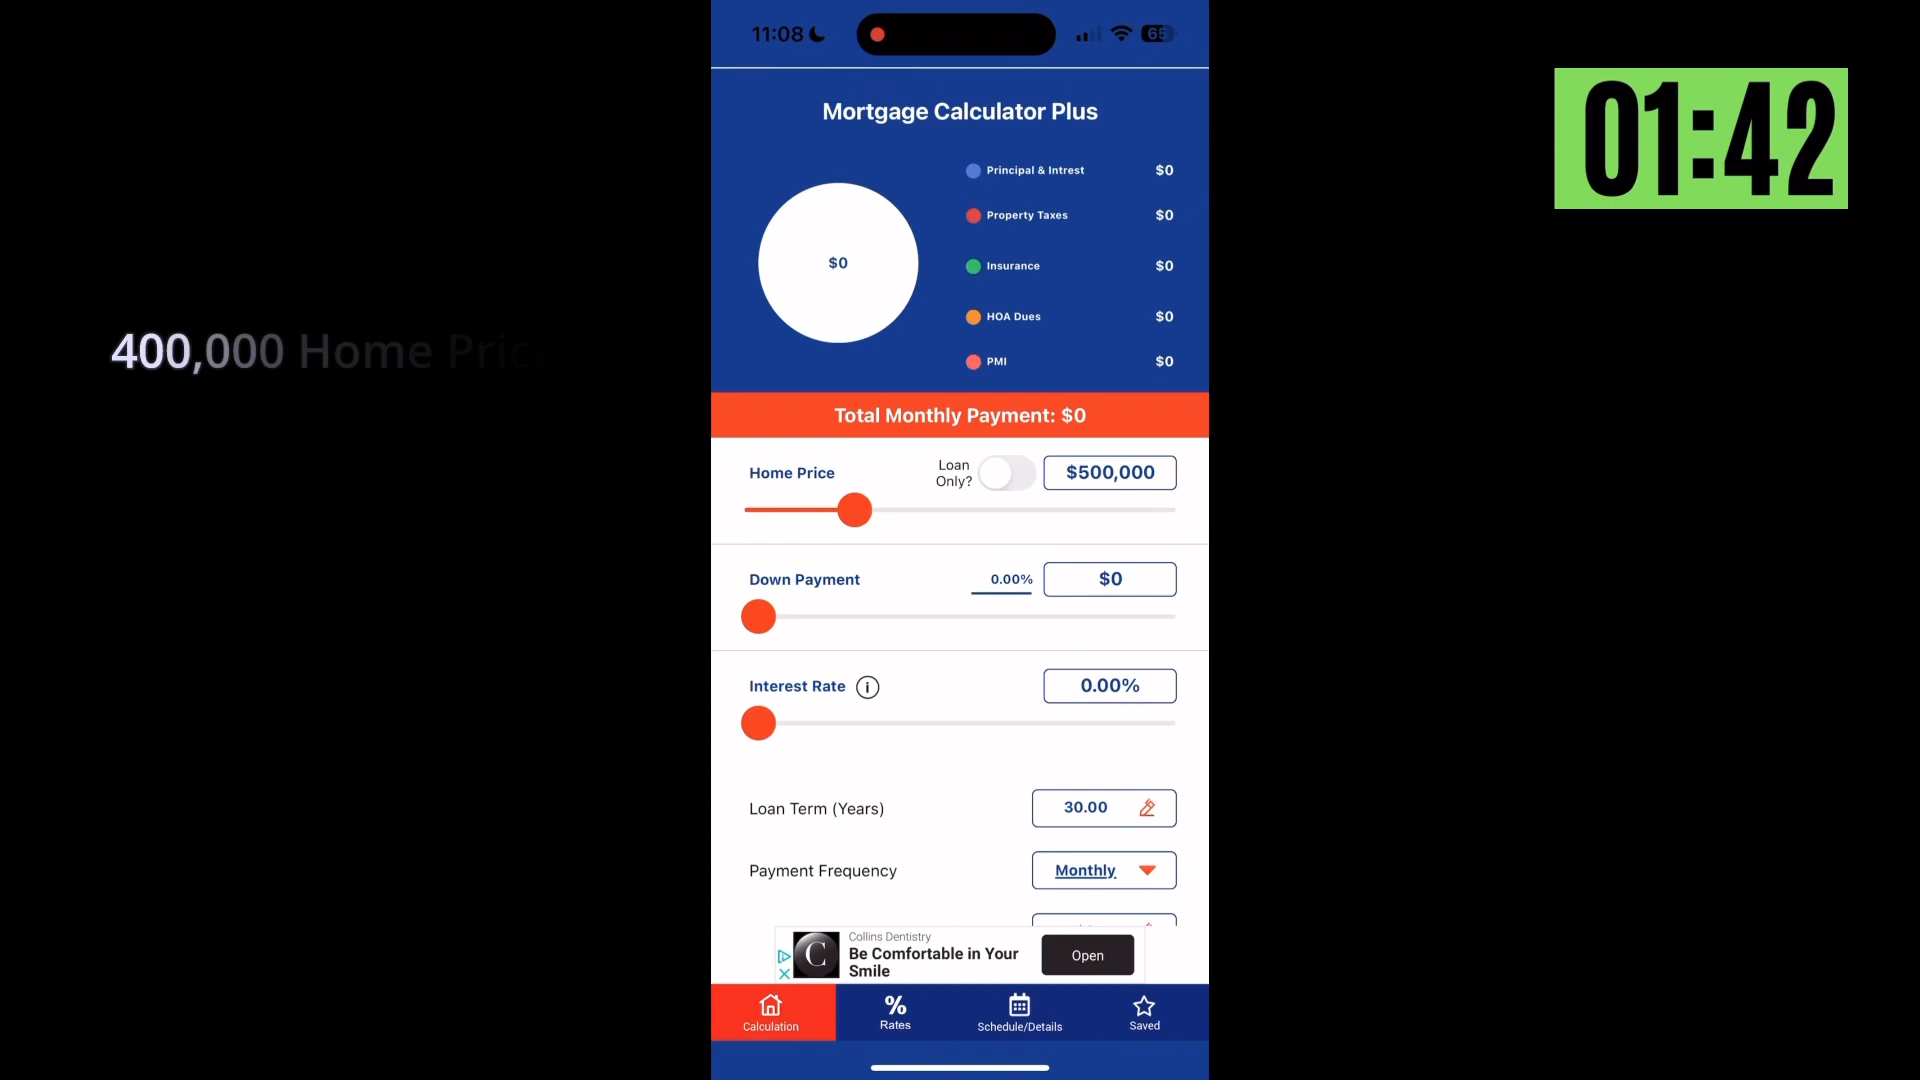 11:08
65
01:42
Mortgage Calculator Plus
$0
Principal & Intrest $0
Property Taxes $0
Insurance $0
HOA Dues $0
PMI $0
400,000 Home Price
Total Monthly Payment: $0
Home Price Loan Only? $500,000
Down Payment 0.00% $0
Interest Rate i 0.00%
Loan Term (Years) 30.00
Payment Frequency Monthly
Collins Dentistry
C Be Comfortable in Your
Smile
Open
Calculation
% Rates
Schedule/Details
Saved